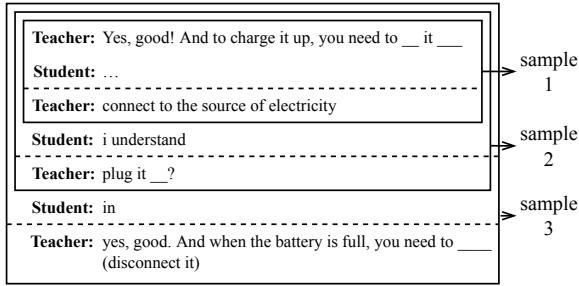 Teacher: Yes, good! And to charge it up, you need to __ it ___
Student: …
Teacher: connect to the source of electricity
Student: i understand
Teacher: plug it __?
Student: in
Teacher: yes, good. And when the battery is full, you need to ____
(disconnect it)
sample
1
sample
2
sample
3